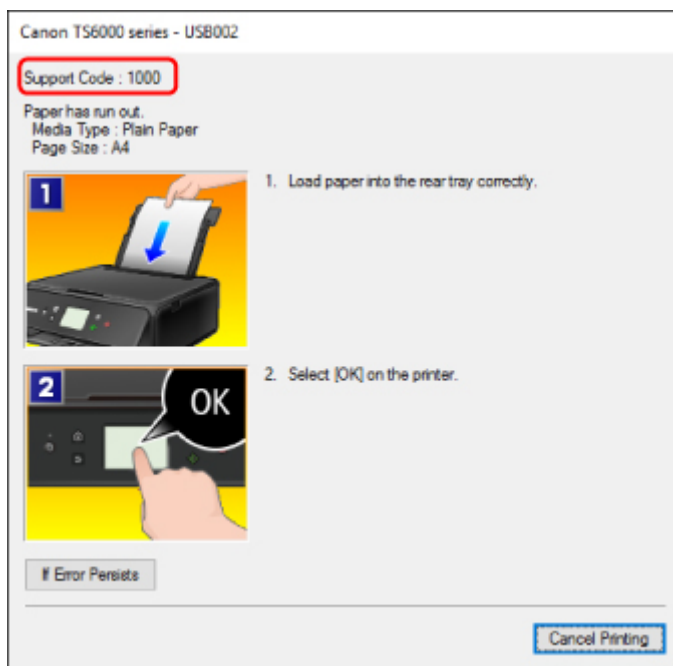 Canon TS6000 series - USB002
Support Code : 1000
Paper has run out.
Media Type : Plain Paper
Page Size : A4
1
1. Load paper into the rear tray correctly.
2
OK
2. Select [OK] on the printer.
If Error Persists
Cancel Printing